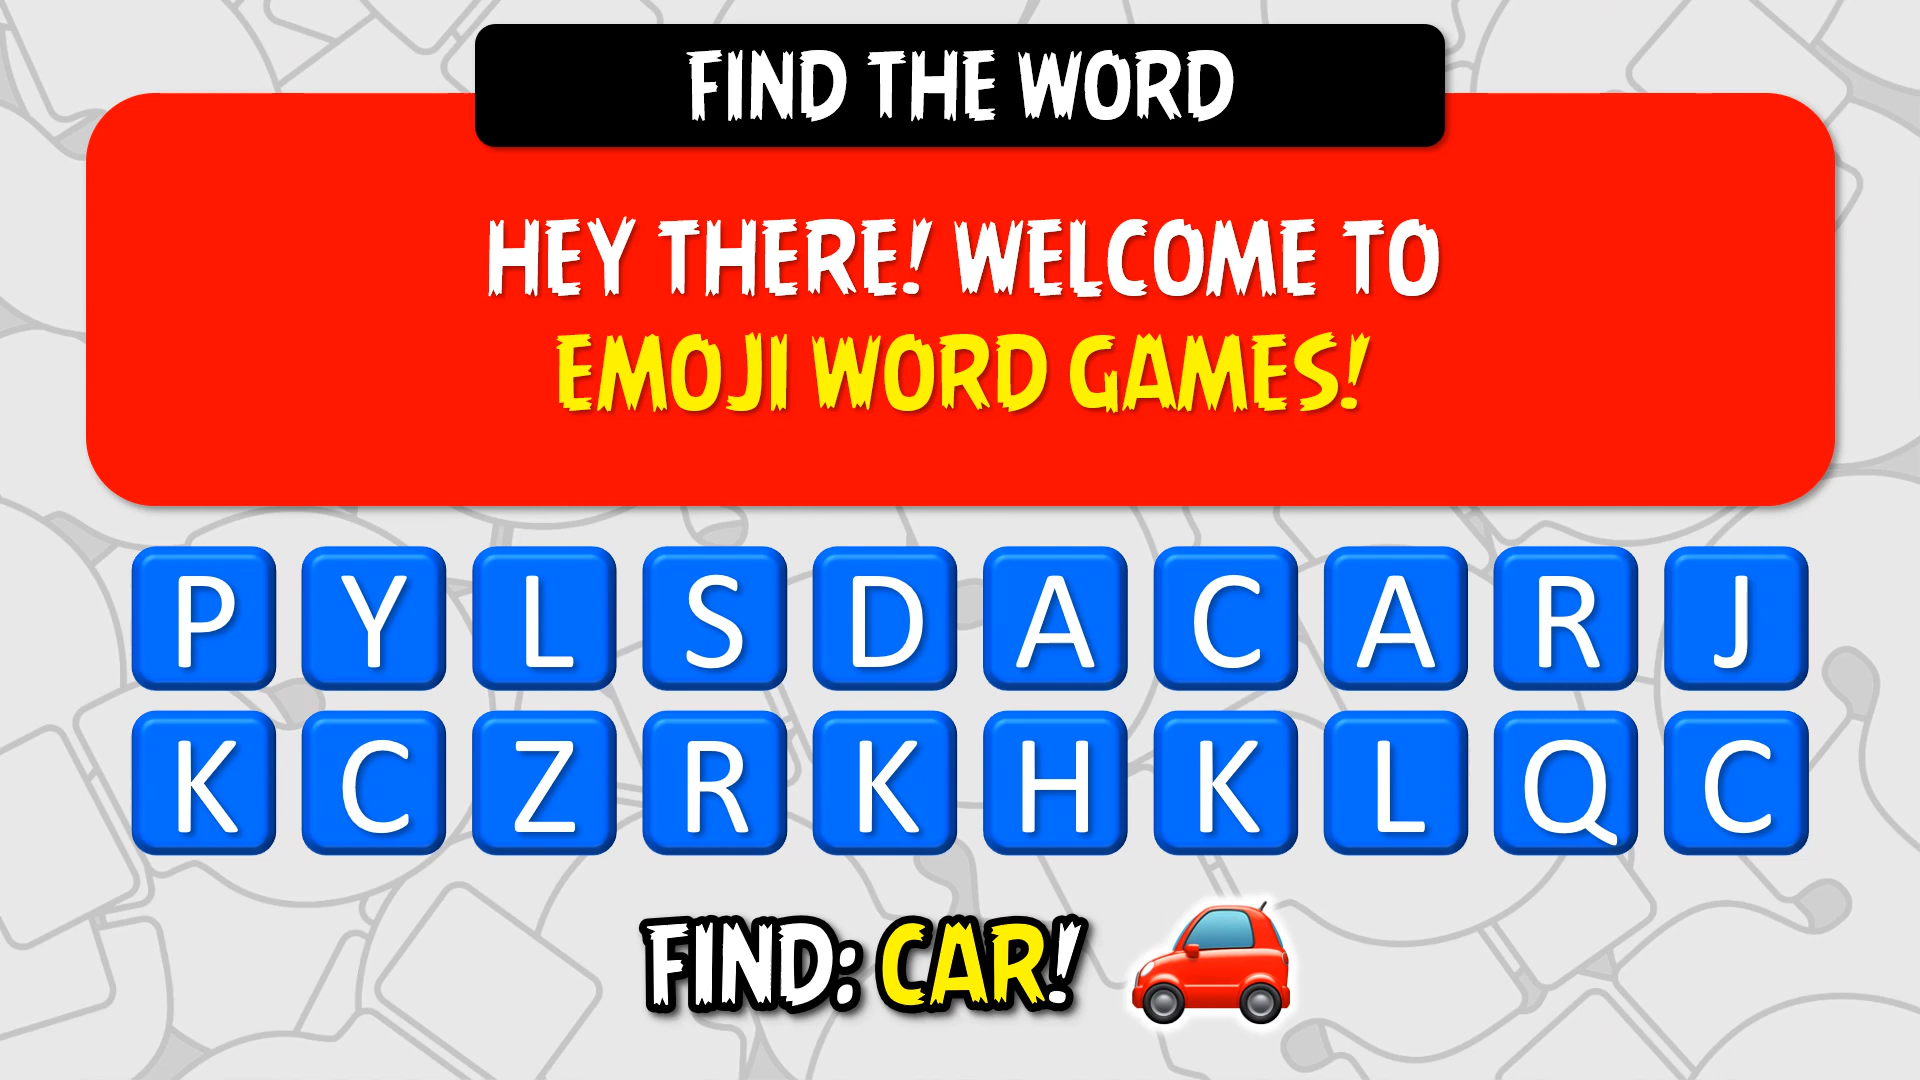 FIND THE WORD
HEY THERE! WELCOME TO
EMOJI WORD GAMES!
P Y L S D A C A R J
K C Z R K H K L Q C
FIND: CAR!